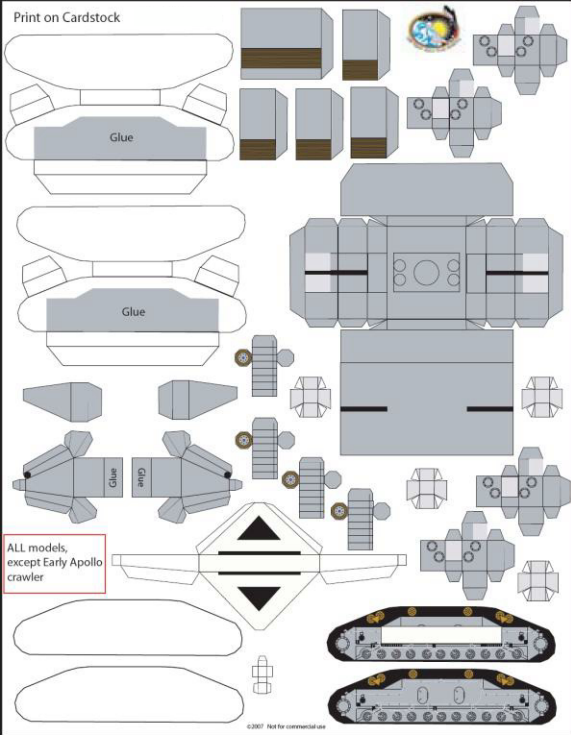 Print on Cardstock
Glue
Glue
Glue
Glue
ALL models,
except Early Apollo
crawler
©2007 Not for commercial use